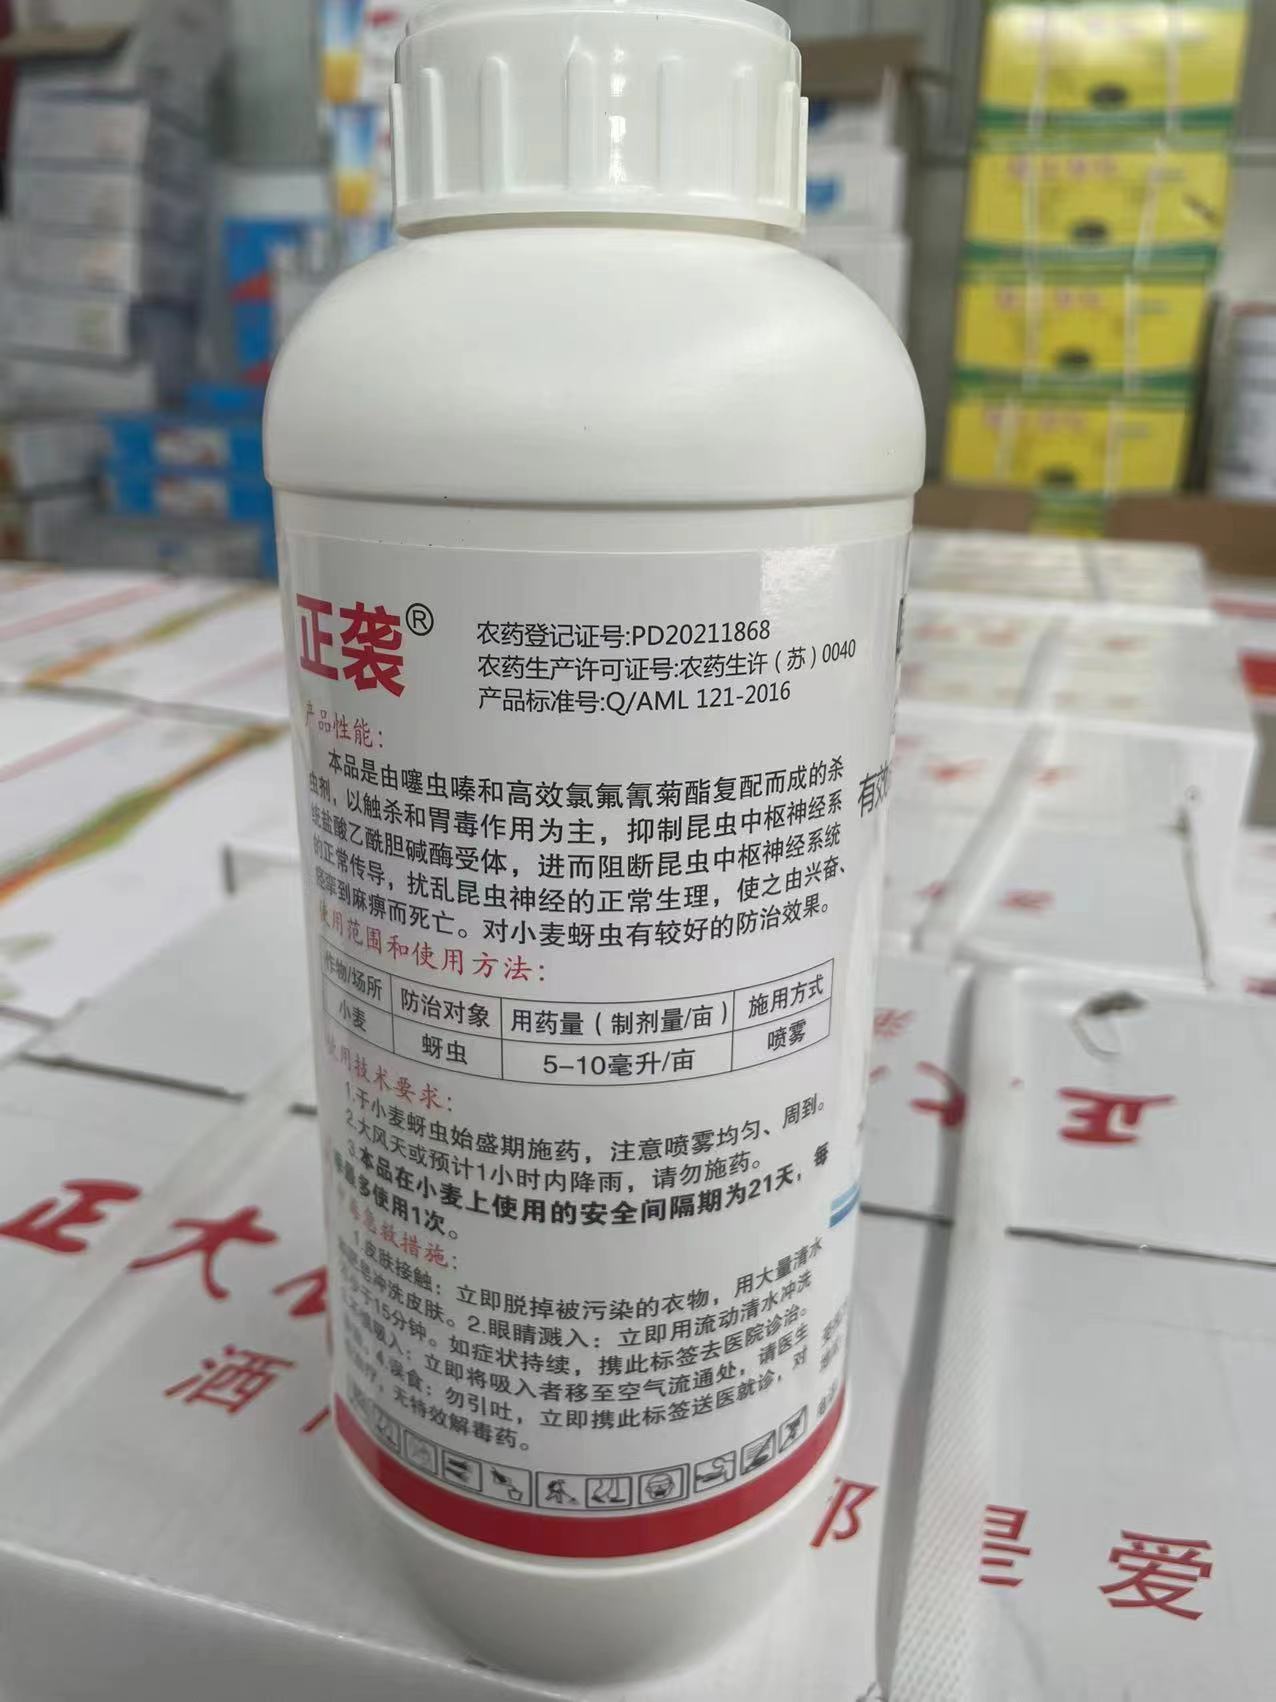 正袭®
农药登记证号:PD20211868
农药生产许可证号:农药生许(苏)0040
产品标准号:Q/AML 121-2016
产品性能:
本品是由噻虫嗪和高效氯氟氰菊酯复配而成的杀
虫剂,以触杀和胃毒作用为主,抑制昆虫中枢神经系
统盐酸乙酰胆碱酶受体,进而阻断昆虫中枢神经系统
的正常传导,扰乱昆虫神经的正常生理,使之由兴奋、
痉挛到麻痹而死亡。对小麦蚜虫有较好的防治效果。
使用范围和使用方法:
作物/场所 防治对象 用药量(制剂量/亩) 施用方式
小麦 蚜虫 5-10毫升/亩 喷雾
使用技术要求:
1.于小麦蚜虫始盛期施药,注意喷雾均匀、周到。
2.大风天或预计1小时内降雨,请勿施药。
3.本品在小麦上使用的安全间隔期为21天,每
季最多使用1次。
中毒急救措施:
1.皮肤接触:立即脱掉被污染的衣物,用大量清水
和肥皂冲洗皮肤。2.眼睛溅入:立即用流动清水冲洗
不少于15分钟。如症状持续,携此标签去医院诊治。
吸入:立即将吸入者移至空气流通处,请医生
4.误食:勿引吐,立即携此标签送医就诊,对
治疗,无特效解毒药。
有效
正大
洒
正
大
是爱